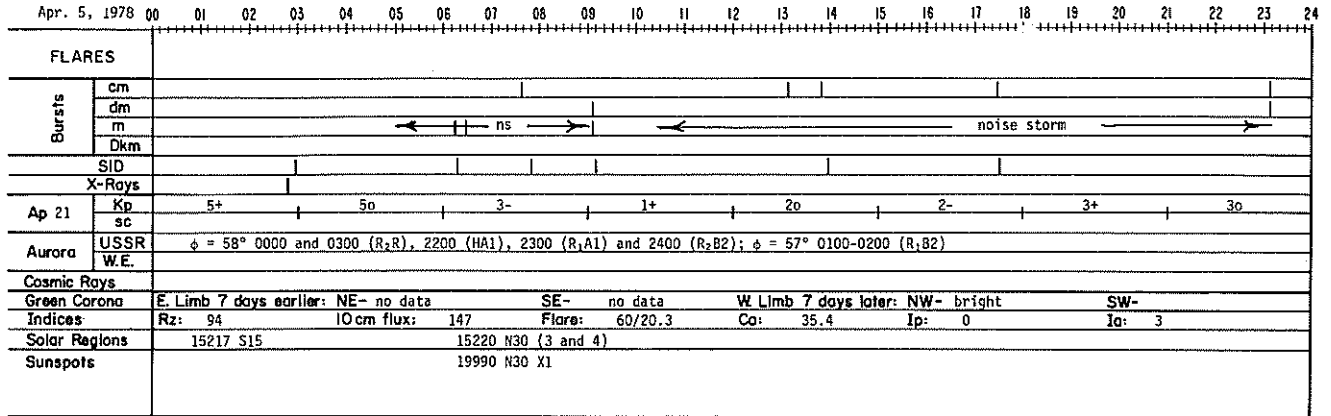 Apr. 5, 1978 00 01 02 03 04 05 06 07 08 09 10 11 12 13 14 15 16 17 18 19 20 21 22 23 24
FLARES
Bursts
cm
dm
m ns noise storm
Dkm
SID
X-Rays
Ap 21
Kp 5+ 5o 3- 1+ 2o 2- 3+ 3o
sc
Aurora
USSR φ = 58° 0000 and 0300 (R₂R), 2200 (HA1), 2300 (R₁A1) and 2400 (R₂B2); φ = 57° 0100-0200 (R₁B2)
W.E.
Cosmic Rays
Green Corona E. Limb 7 days earlier: NE- no data SE- no data W. Limb 7 days later: NW- bright SW-
Indices Rz: 94 10 cm flux: 147 Flare: 60/20.3 Ca: 35.4 Ip: 0 Ia: 3
Solar Regions 15217 S15 15220 N30 (3 and 4)
Sunspots 19990 N30 X1